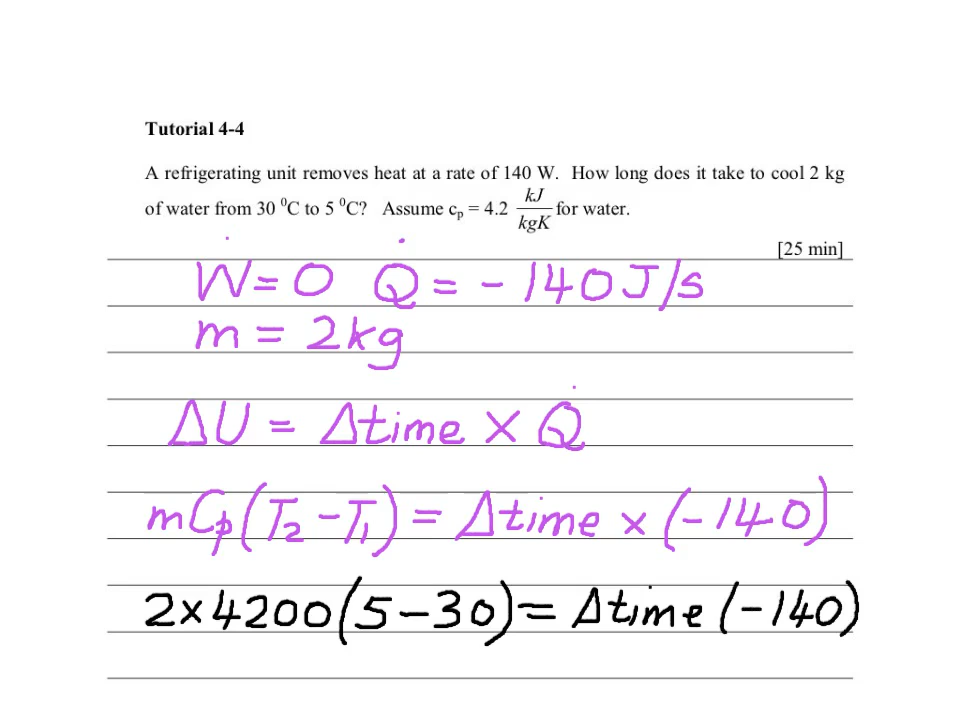 Tutorial 4-4
A refrigerating unit removes heat at a rate of 140 W. How long does it take to cool 2 kg
of water from 30 ⁰C to 5 ⁰C? Assume cₚ = 4.2 kJ/kgK for water.
[25 min]
Ẇ = 0 Q̇ = - 140 J/s
m = 2kg
ΔU = Δtime × Q̇
mCp(T₂ - T₁) = Δtime × (-140)
2×4200(5-30) = Δtime (-140)